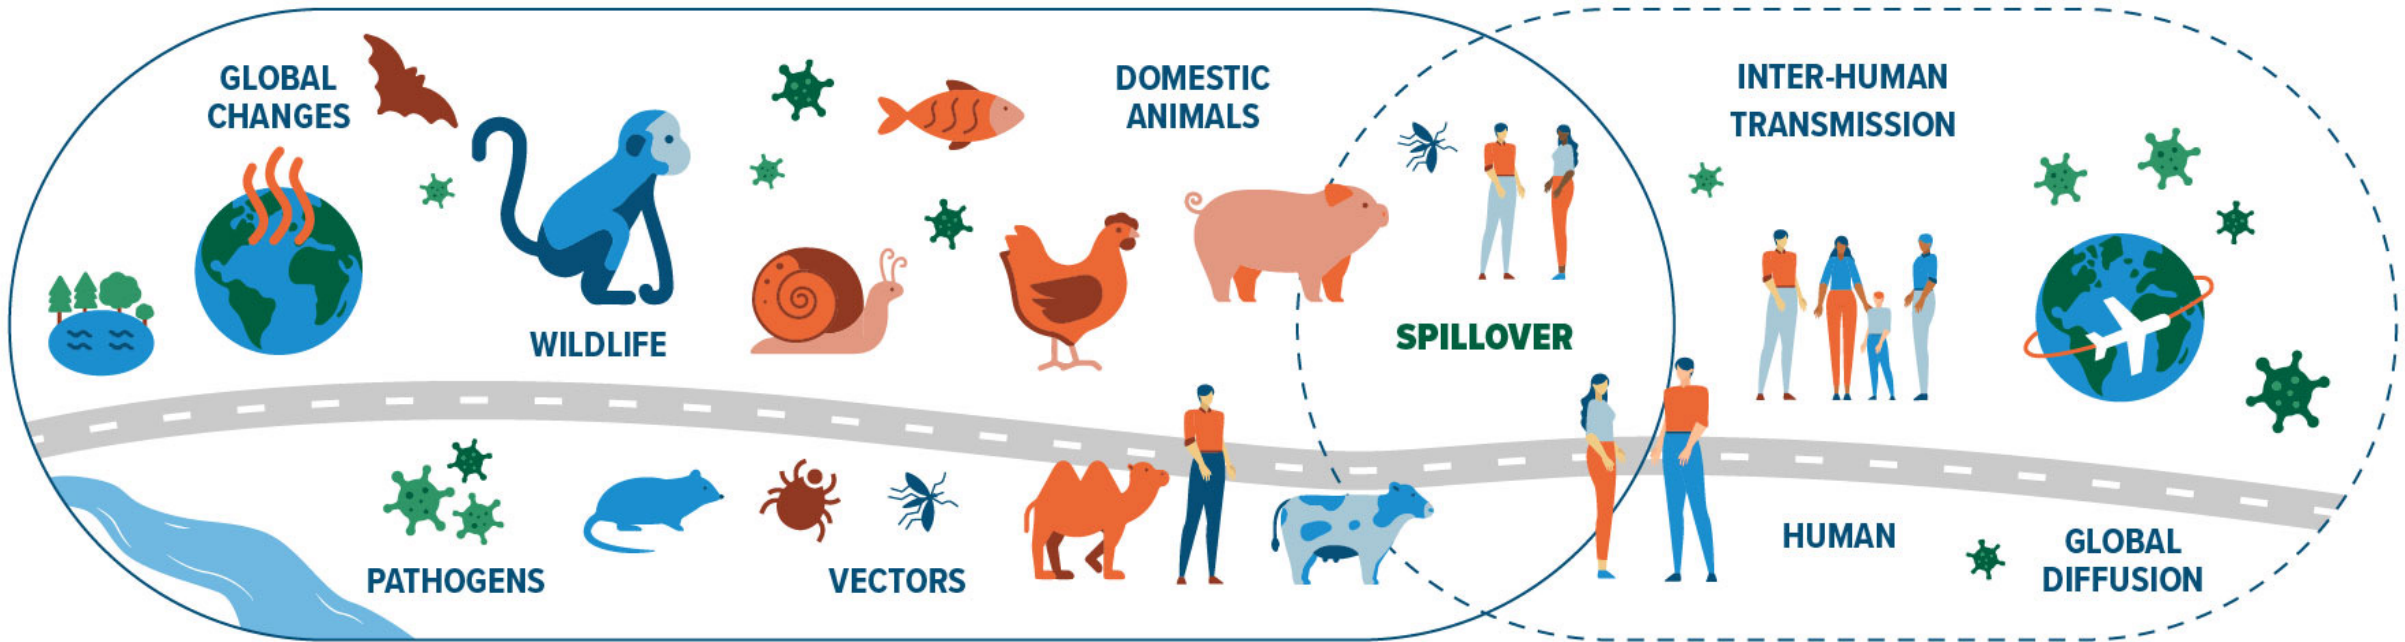 GLOBAL
CHANGES
WILDLIFE
DOMESTIC
ANIMALS
PATHOGENS
VECTORS
SPILLOVER
INTER-HUMAN
TRANSMISSION
HUMAN
GLOBAL
DIFFUSION